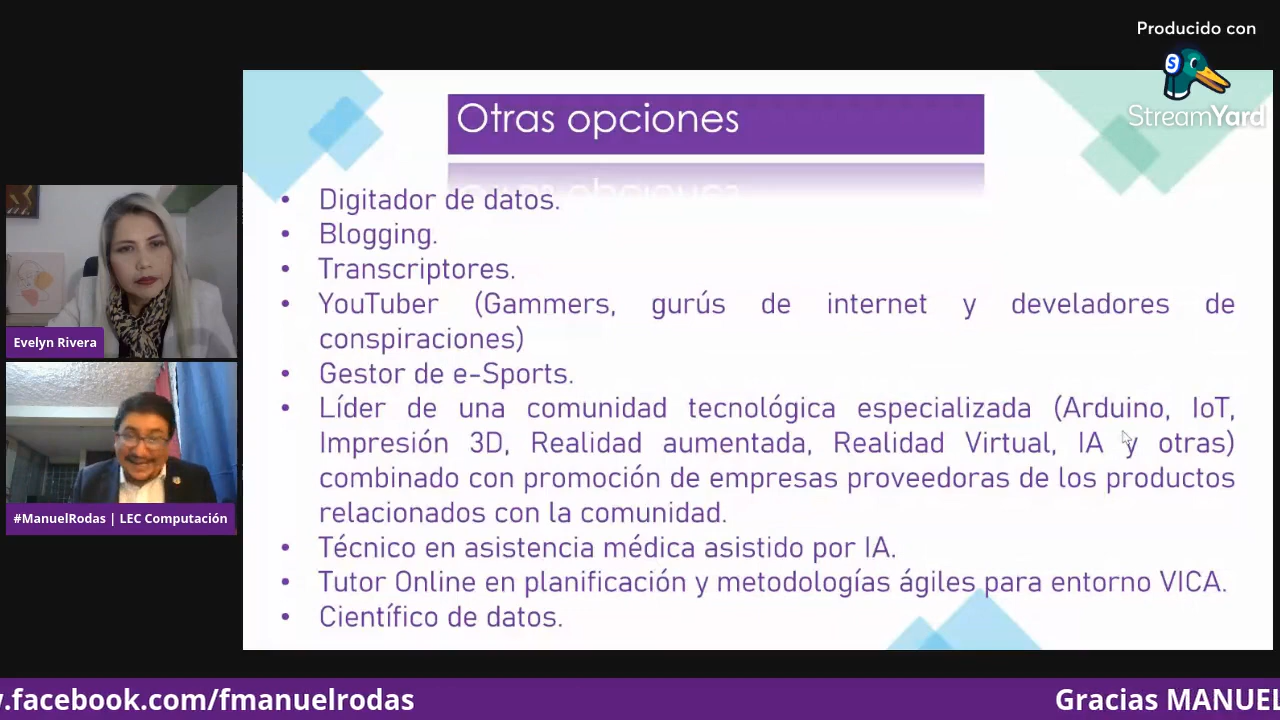 Producido con
StreamYard
Otras opciones
• Digitador de datos.
• Blogging.
• Transcriptores.
• YouTuber (Gammers, gurús de internet y develadores de
conspiraciones)
• Gestor de e-Sports.
• Líder de una comunidad tecnológica especializada (Arduino, IoT,
Impresión 3D, Realidad aumentada, Realidad Virtual, IA y otras)
combinado con promoción de empresas proveedoras de los productos
relacionados con la comunidad.
• Técnico en asistencia médica asistido por IA.
• Tutor Online en planificación y metodologías ágiles para entorno VICA.
• Científico de datos.
Evelyn Rivera
#ManuelRodas | LEC Computación
.facebook.com/fmanuelrodas
Gracias MANUEL